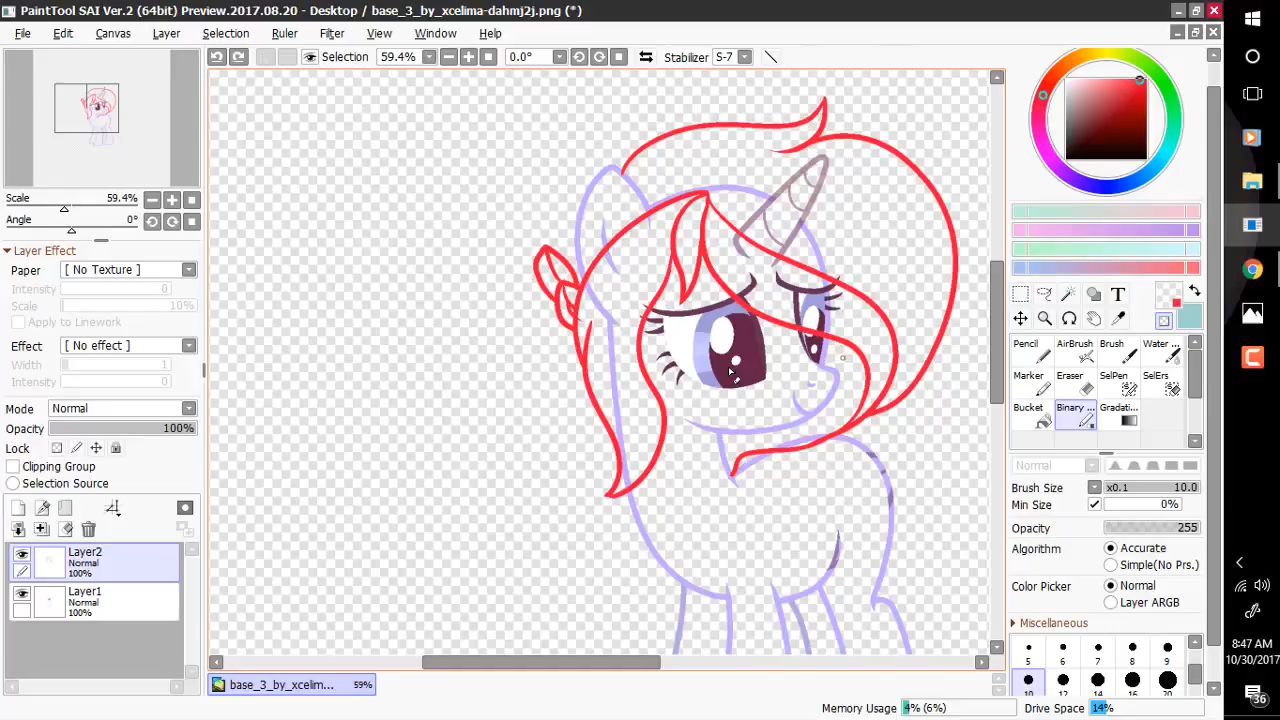 PaintTool SAI Ver.2 (64bit) Preview.2017.08.20 - Desktop / base_3_by_xcelima-dahmj2j.png (*)
File Edit Canvas Layer Selection Ruler Filter View Window Help
Selection 59.4% 0.0° Stabilizer S-7
Scale 59.4%
Angle 0°
Layer Effect
Paper [ No Texture ]
Intensity 0
Scale 10%
Apply to Linework
Effect [ No effect ]
Width 1
Intensity 0
Mode Normal
Opacity 100%
Lock
Clipping Group
Selection Source
Layer2
Normal
100%
Layer1
Normal
100%
T
Pencil AirBrush Brush Water ...
Marker Eraser SelPen SelErs
Bucket Binary ... Gradati...
Normal
Brush Size x0.1 10.0
Min Size 0%
Opacity 255
Algorithm Accurate
Simple(No Prs.)
Color Picker Normal
Layer ARGB
Miscellaneous
5 6 7 8 9
10 12 14 16 20
base_3_by_xcelim... 59%
Memory Usage 4% (6%) Drive Space 14%
8:47 AM
10/30/2017
36